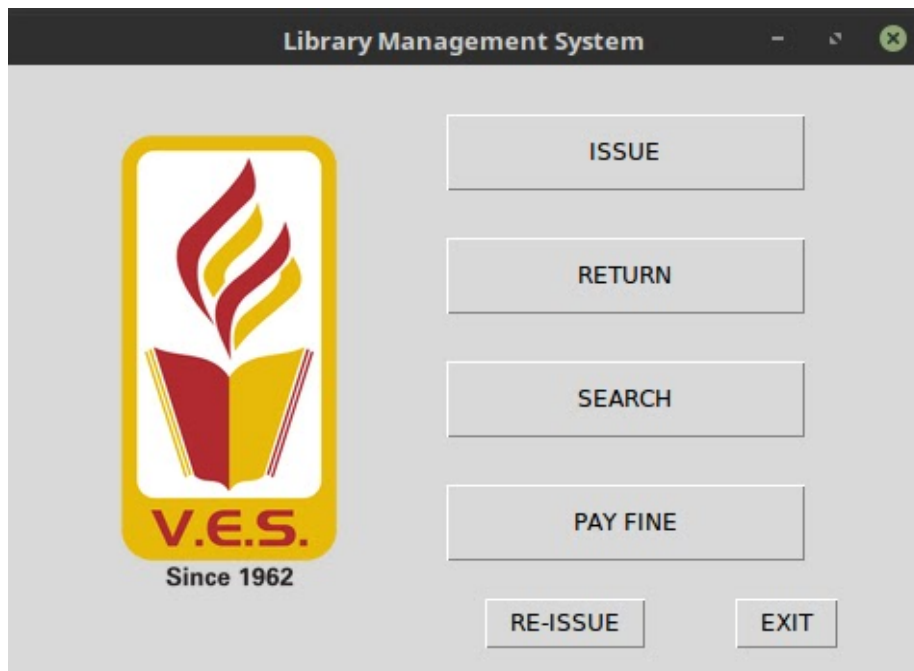 Library Management System
ISSUE
RETURN
SEARCH
PAY FINE
V.E.S.
Since 1962
RE-ISSUE
EXIT